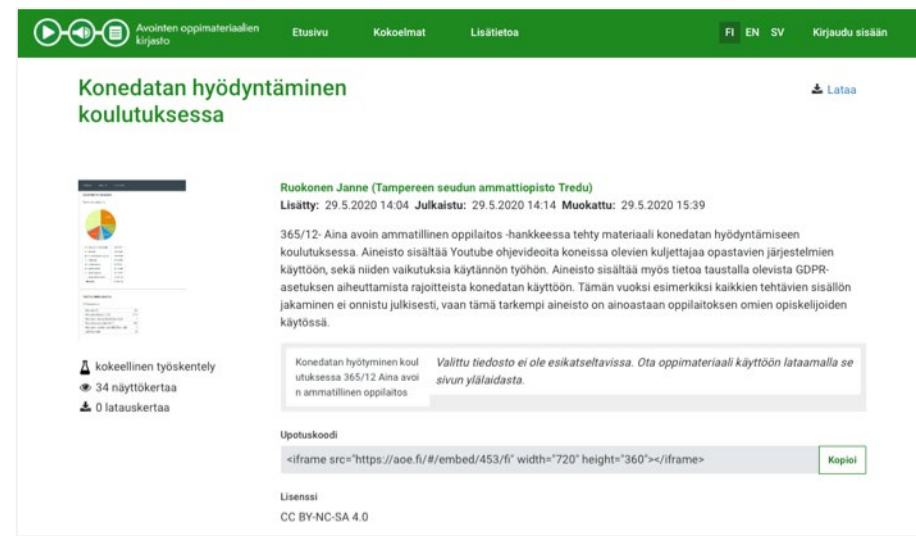 Avointen oppimateriaalien
kirjasto
Etusivu
Kokoelmat
Lisätietoa
FI EN SV
Kirjaudu sisään
Konedatan hyödyntäminen
koulutuksessa
Lataa
Ruokonen Janne (Tampereen seudun ammattiopisto Tredu)
Lisätty: 29.5.2020 14:04 Julkaistu: 29.5.2020 14:14 Muokattu: 29.5.2020 15:39
365/12- Aina avoin ammatillinen oppilaitos -hankkeessa tehty materiaali konedatan hyödyntämiseen
koulutuksessa. Aineisto sisältää Youtube ohjevideoita koneissa olevien kuljettajaa opastavien järjestelmien
käyttöön, sekä niiden vaikutuksia käytännön työhön. Aineisto sisältää myös tietoa taustalla olevista GDPR-
asetuksen aiheuttamista rajoitteista konedatan käyttöön. Tämän vuoksi esimerkiksi kaikkien tehtävien sisällön
jakaminen ei onnistu julkisesti, vaan tämä tarkempi aineisto on ainoastaan oppilaitoksen omien opiskelijoiden
käytössä.
kokeellinen työskentely
34 näyttökertaa
0 latauskertaa
Konedatan hyötyminen koul
utuksessa 365/12 Aina avoi
n ammatillinen oppilaitos
Valittu tiedosto ei ole esikatseltavissa. Ota oppimateriaali käyttöön lataamalla se
sivun ylälaidasta.
Upotuskoodi
<iframe src="https://aoe.fi/#/embed/453/fi" width="720" height="360"></iframe>
Kopioi
Lisenssi
CC BY-NC-SA 4.0